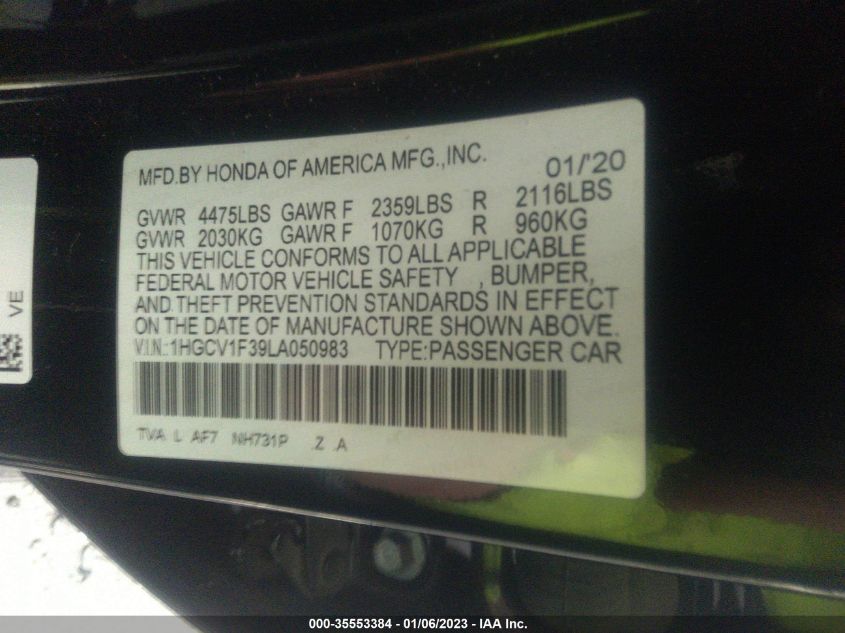 MFD.BY HONDA OF AMERICA MFG.,INC. 01/'20
GVWR 4475LBS GAWR F 2359LBS R 2116LBS
GVWR 2030KG GAWR F 1070KG R 960KG
THIS VEHICLE CONFORMS TO ALL APPLICABLE
FEDERAL MOTOR VEHICLE SAFETY , BUMPER,
AND THEFT PREVENTION STANDARDS IN EFFECT
ON THE DATE OF MANUFACTURE SHOWN ABOVE.
V.I.N.:1HGCV1F39LA050983 TYPE:PASSENGER CAR
TVA L AF7 NH731P .Z .A
VE
000-35553384 - 01/06/2023 - IAA Inc.